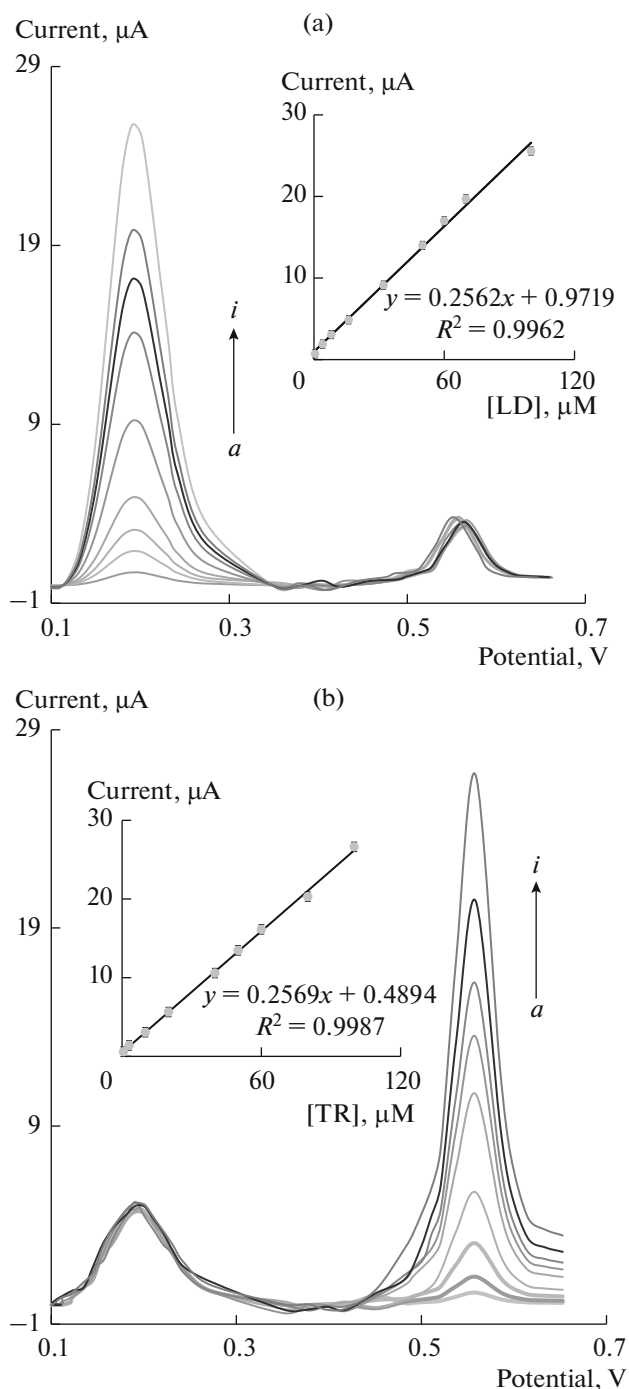 Current, μA
(a)
29
Current, μA
30
19
20
10
y = 0.2562x + 0.9719
i
R² = 0.9962
9
0
60
120
a
[LD], μM
−1
0.1
0.3
0.5
0.7
Potential, V
Current, μA
(b)
29
Current, μA
30
i
19
20
10
y = 0.2569x + 0.4894
a
R² = 0.9987
0
60
120
9
[TR], μM
−1
0.1
0.3
0.5
0.7
Potential, V